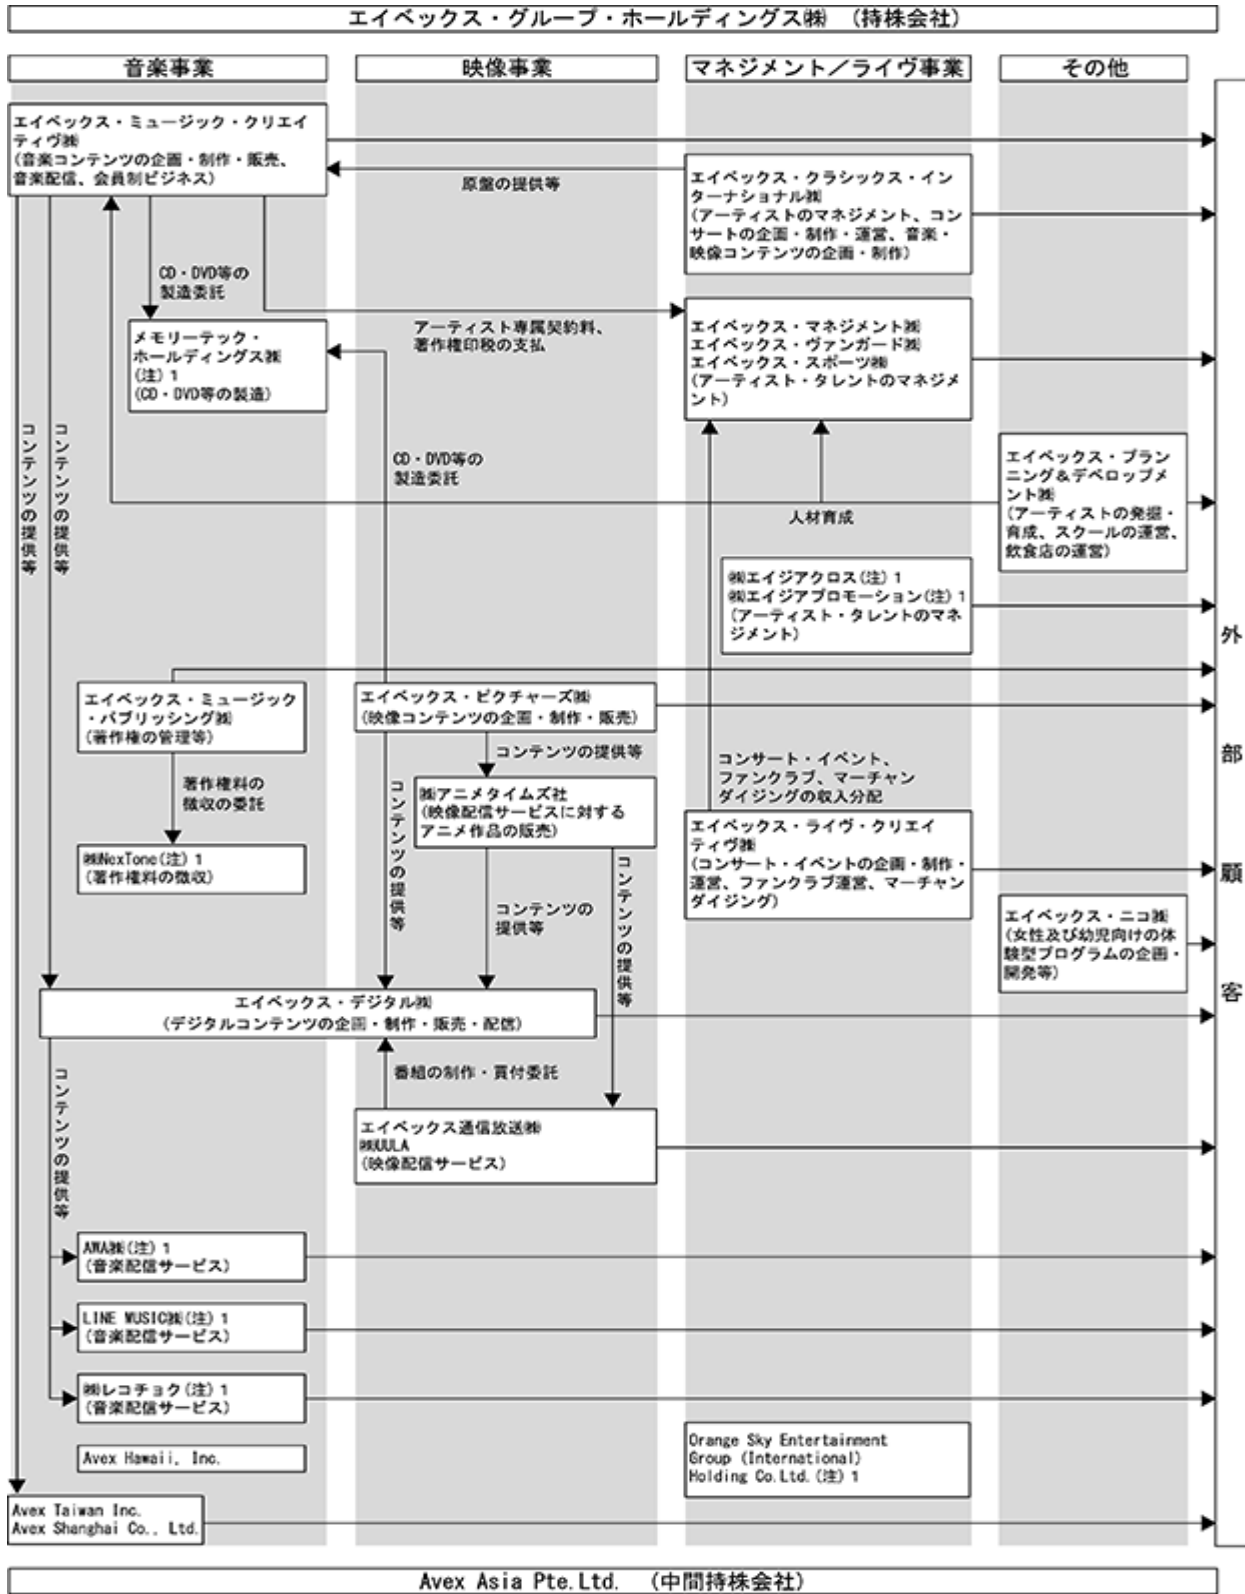 エイベックス・グループ・ホールディングス㈱ (持株会社)
音楽事業
映像事業
マネジメント／ライヴ事業
その他
エイベックス・ミュージック・クリエイ
ティヴ㈱
(音楽コンテンツの企画・制作・販売、
音楽配信、会員制ビジネス)
原盤の提供等
エイベックス・クラシックス・イン
ターナショナル㈱
(アーティストのマネジメント、コン
サートの企画・制作・運営、音楽・
映像コンテンツの企画・制作)
CD・DVD等の
製造委託
メモリーテック・
ホールディングス㈱
(注)1
(CD・DVD等の製造)
アーティスト専属契約料、
著作権印税の支払
エイベックス・マネジメント㈱
エイベックス・ヴァンガード㈱
エイベックス・スポーツ㈱
(アーティスト・タレントのマネジメ
ント)
コンテンツの提供等
コンテンツの提供等
CD・DVD等の
製造委託
人材育成
エイベックス・プラン
ニング＆デベロップメ
ント㈱
(アーティストの発掘・
育成、スクールの運営、
飲食店の運営)
㈱エイジアクロス(注)1
㈱エイジアプロモーション(注)1
(アーティスト・タレントのマネ
ジメント)
外部顧客
エイベックス・ミュージック
・パブリッシング㈱
(著作権の管理等)
エイベックス・ピクチャーズ㈱
(映像コンテンツの企画・制作・販売)
コンテンツの提供等
著作権料の
徴収の委託
コンテンツの提供等
㈱アニメタイムズ社
(映像配信サービスに対する
アニメ作品の販売)
コンサート・イベント、
ファンクラブ、マーチャン
ダイジングの収入分配
エイベックス・ライヴ・クリエイ
ティヴ㈱
(コンサート・イベントの企画・制作・
運営、ファンクラブ運営、マーチャン
ダイジング)
㈱NexTone(注)1
(著作権料の徴収)
コンテンツの
提供等
コンテンツの提供等
エイベックス・ニコ㈱
(女性及び幼児向けの体
験型プログラムの企画・
開発等)
エイベックス・デジタル㈱
(デジタルコンテンツの企画・制作・販売・配信)
番組の制作・買付委託
コンテンツの提供等
エイベックス通信放送㈱
㈱UULA
(映像配信サービス)
AWA㈱(注)1
(音楽配信サービス)
LINE MUSIC㈱(注)1
(音楽配信サービス)
㈱レコチョク(注)1
(音楽配信サービス)
Avex Hawaii, Inc.
Orange Sky Entertainment
Group (International)
Holding Co.Ltd.(注)1
Avex Taiwan Inc.
Avex Shanghai Co., Ltd.
Avex Asia Pte.Ltd. (中間持株会社)